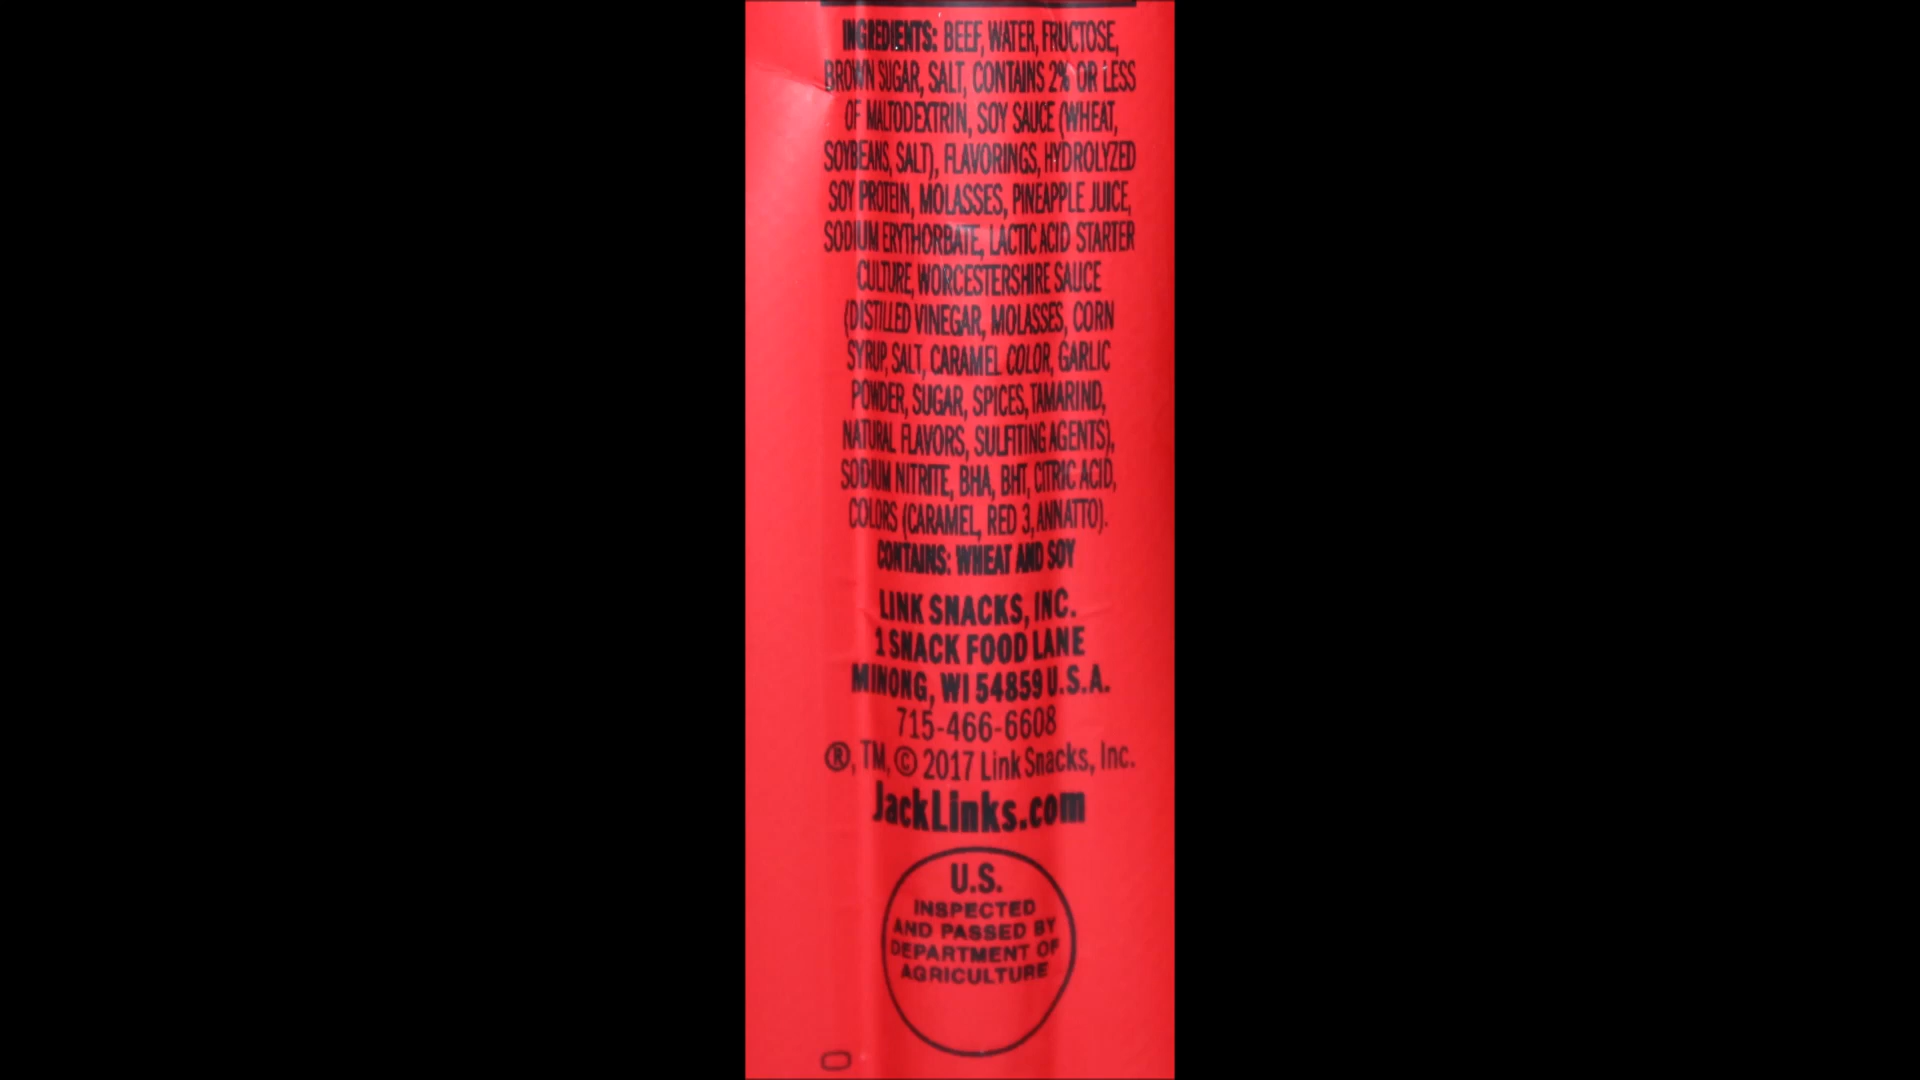 INGREDIENTS: BEEF, WATER, FRUCTOSE,
BROWN SUGAR, SALT, CONTAINS 2% OR LESS
OF MALTODEXTRIN, SOY SAUCE (WHEAT,
SOYBEANS, SALT), FLAVORINGS, HYDROLYZED
SOY PROTEIN, MOLASSES, PINEAPPLE JUICE,
SODIUM ERYTHORBATE, LACTIC ACID STARTER
CULTURE, WORCESTERSHIRE SAUCE
(DISTILLED VINEGAR, MOLASSES, CORN
SYRUP, SALT, CARAMEL COLOR, GARLIC
POWDER, SUGAR, SPICES, TAMARIND,
NATURAL FLAVORS, SULFITING AGENTS),
SODIUM NITRITE, BHA, BHT, CITRIC ACID,
COLORS (CARAMEL, RED 3, ANNATTO).
CONTAINS: WHEAT AND SOY
LINK SNACKS, INC.
1 SNACK FOOD LANE
MINONG, WI 54859 U.S.A.
715-466-6608
®, TM, © 2017 Link Snacks, Inc.
JackLinks.com
U.S.
INSPECTED
AND PASSED BY
DEPARTMENT OF
AGRICULTURE